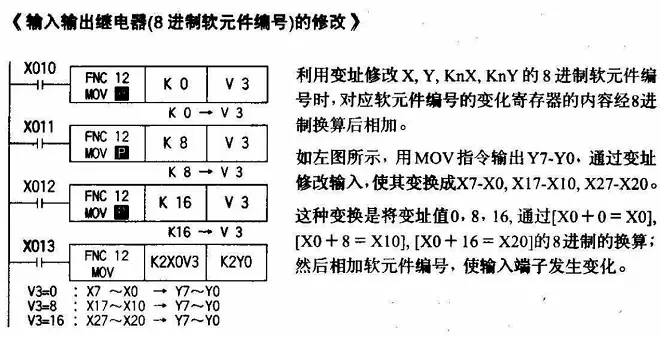 《输入输出继电器(8进制软元件编号)的修改》
X010
FNC 12
MOV P
K 0
V 3
K 0 → V 3
X011
FNC 12
MOV P
K 8
V 3
K 8 → V 3
X012
FNC 12
MOV P
K 16
V 3
K16 → V 3
X013
FNC 12
MOV
K2X0V3
K2Y0
V3=0 : X7 ～X0 → Y7～Y0
V3=8 : X17～X10 → Y7～Y0
V3=16 : X27～X20 → Y7～Y0
利用变址修改 X, Y, KnX, KnY 的 8 进制软元件编
号时，对应软元件编号的变化寄存器的内容经8进
制换算后相加。
如左图所示，用MOV指令输出Y7-Y0，通过变址
修改输入，使其变换成X7-X0, X17-X10, X27-X20。
这种变换是将变址值0，8，16, 通过[X0＋0＝X0],
[X0＋8＝X10], [X0＋16＝X20]的8进制的换算；
然后相加软元件编号，使输入端子发生变化。